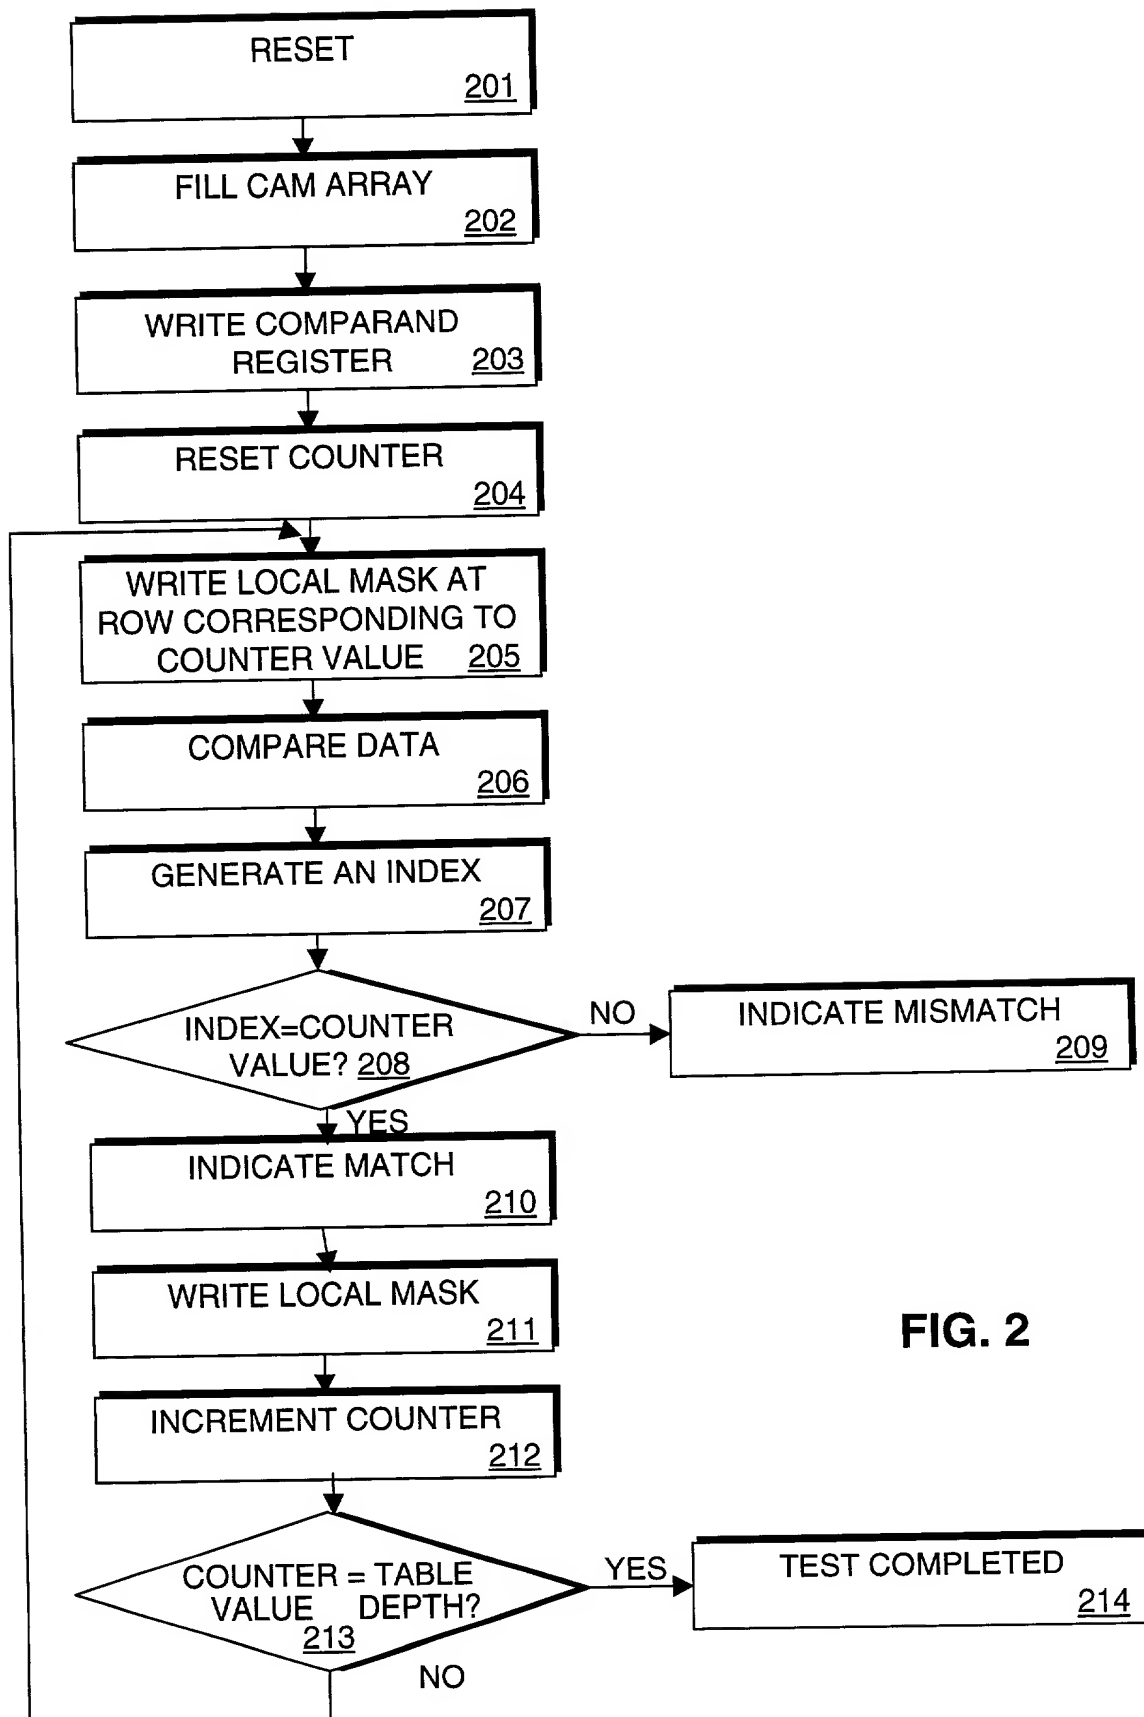 RESET
201
FILL CAM ARRAY
202
WRITE COMPARAND
REGISTER 203
RESET COUNTER
204
WRITE LOCAL MASK AT
ROW CORRESPONDING TO
COUNTER VALUE 205
COMPARE DATA
206
GENERATE AN INDEX
207
INDEX=COUNTER
VALUE? 208
NO
INDICATE MISMATCH
209
YES
INDICATE MATCH
210
WRITE LOCAL MASK
211
FIG. 2
INCREMENT COUNTER
212
COUNTER = TABLE
VALUE DEPTH?
213
YES
TEST COMPLETED
214
NO